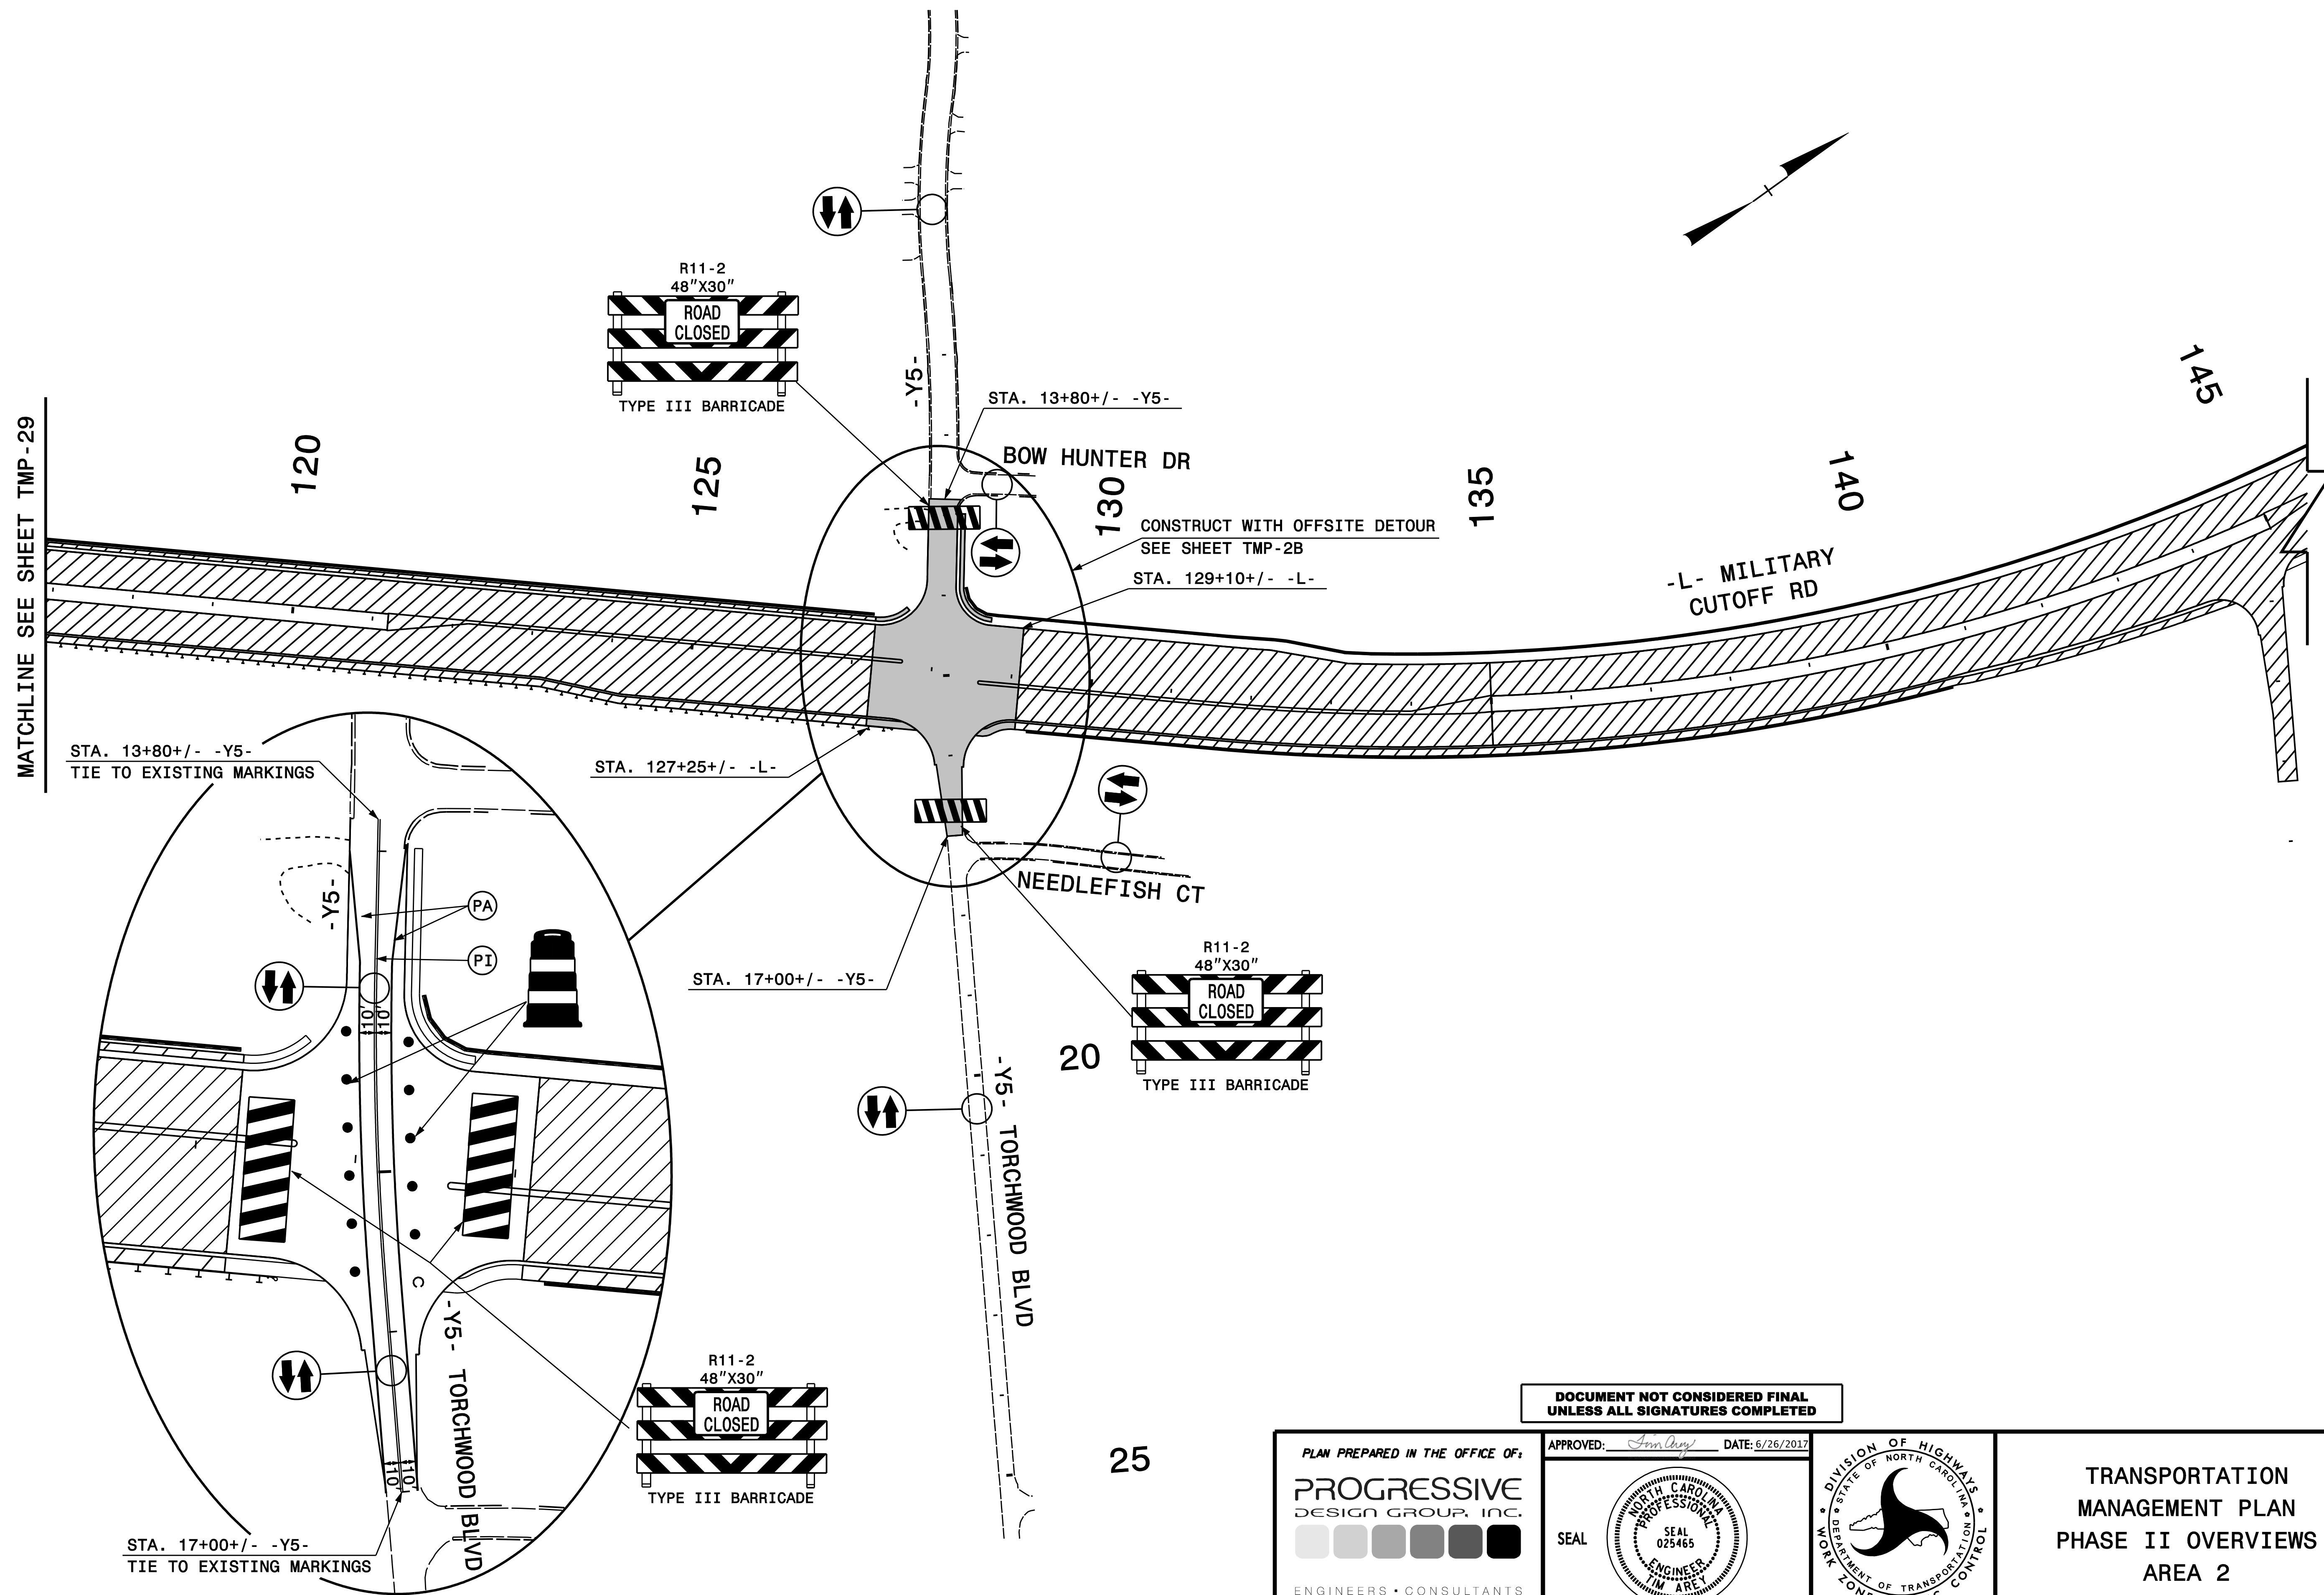 MATCHLINE SEE SHEET TMP-29
R11-2
48"X30"
ROAD
CLOSED
TYPE III BARRICADE
-Y5-
STA. 13+80+/- -Y5-
BOW HUNTER DR
120
125
130
135
140
145
CONSTRUCT WITH OFFSITE DETOUR
SEE SHEET TMP-2B
STA. 129+10+/- -L-
-L- MILITARY
CUTOFF RD
STA. 127+25+/- -L-
NEEDLEFISH CT
STA. 17+00+/- -Y5-
R11-2
48"X30"
ROAD
CLOSED
TYPE III BARRICADE
20
-Y5- TORCHWOOD BLVD
25
STA. 13+80+/- -Y5-
TIE TO EXISTING MARKINGS
-Y5-
PA
PI
10'
10'
C
-Y5- TORCHWOOD BLVD
10'
10'
STA. 17+00+/- -Y5-
TIE TO EXISTING MARKINGS
R11-2
48"X30"
ROAD
CLOSED
TYPE III BARRICADE
DOCUMENT NOT CONSIDERED FINAL
UNLESS ALL SIGNATURES COMPLETED
PLAN PREPARED IN THE OFFICE OF:
PROGRESSIVE
DESIGN GROUP, INC.
ENGINEERS • CONSULTANTS
APPROVED: Tim Arey DATE: 6/26/2017
SEAL
NORTH CAROLINA
PROFESSIONAL
SEAL
025465
ENGINEER
TIM AREY
DIVISION OF HIGHWAYS
STATE OF NORTH CAROLINA
DEPARTMENT OF TRANSPORTATION
WORK ZONE CONTROL
TRANSPORTATION
MANAGEMENT PLAN
PHASE II OVERVIEWS
AREA 2